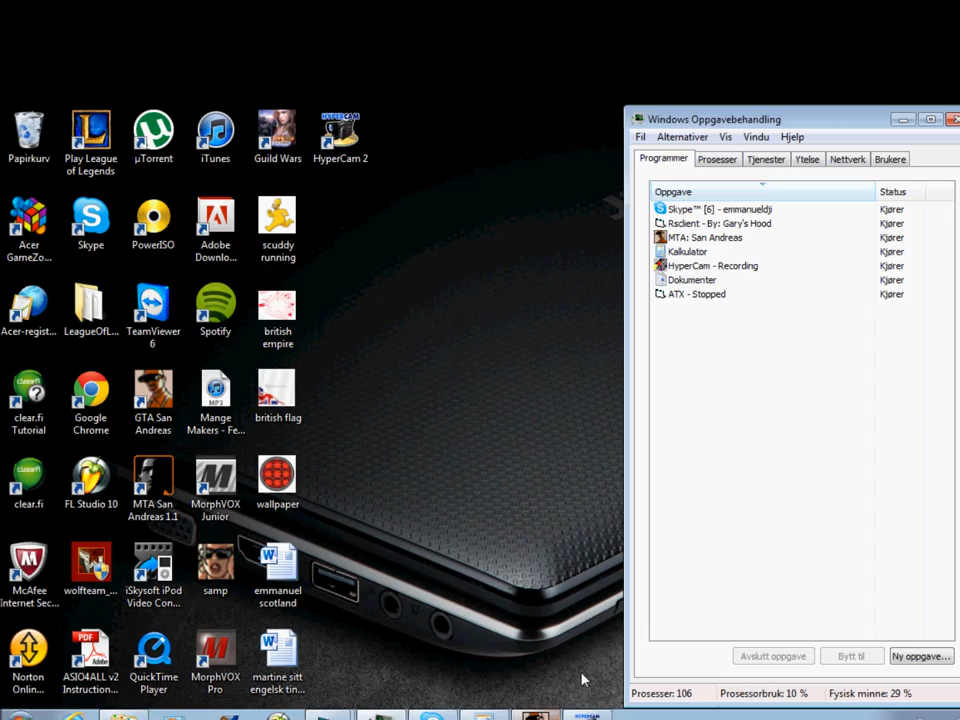 Papirkurv
Play League
of Legends
µTorrent
iTunes
Guild Wars
HyperCam 2
Acer
GameZo...
Skype
PowerISO
Adobe
Downlo...
scuddy
running
Acer-regist...
LeagueOfL...
TeamViewer
6
Spotify
british
empire
clear.fi
Tutorial
Google
Chrome
GTA San
Andreas
Mange
Makers - Fe...
british flag
clear.fi
FL Studio 10
MTA San
Andreas 1.1
MorphVOX
Junior
wallpaper
McAfee
Internet Sec...
wolfteam_...
iSkysoft iPod
Video Con...
samp
emmanuel
scotland
Norton
Onlin...
ASIO4ALL v2
Instruction...
QuickTime
Player
MorphVOX
Pro
martine sitt
engelsk tin...
Windows Oppgavebehandling
Fil Alternativer Vis Vindu Hjelp
Programmer Prosesser Tjenester Ytelse Nettverk Brukere
Oppgave Status
Skype™ [6] - emmanueldji Kjører
Rsclient - By: Gary's Hood Kjører
MTA: San Andreas Kjører
Kalkulator Kjører
HyperCam - Recording Kjører
Dokumenter Kjører
ATX - Stopped Kjører
Avslutt oppgave Bytt til Ny oppgave...
Prosesser: 106 Prosessorbruk: 10 % Fysisk minne: 29 %